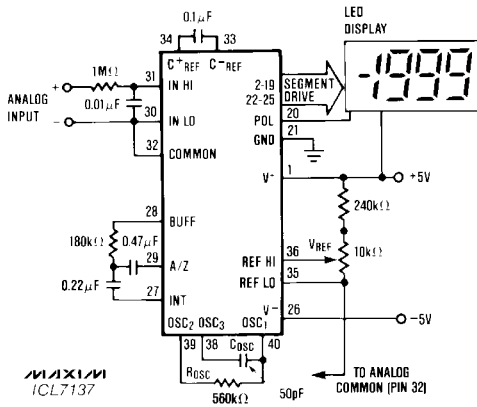 0.1μF
LED
DISPLAY
34 33
C⁺REF C⁻REF
-1999
1MΩ
31 IN HI
+
ANALOG
INPUT
0.01μF
-
30 IN LO
32 COMMON
2-19
22-25
SEGMENT
DRIVE
POL 20
GND 21
V⁺ 1
+5V
240kΩ
28 BUFF
180kΩ
0.47μF
29 A/Z
0.22μF
27 INT
REF HI 36
VREF
10kΩ
REF LO 35
V⁻ 26
-5V
OSC2 OSC3 OSC1
39 38 40
COSC
ROSC
560kΩ
50pF
TO ANALOG
COMMON (PIN 32)
MAXIM
ICL7137